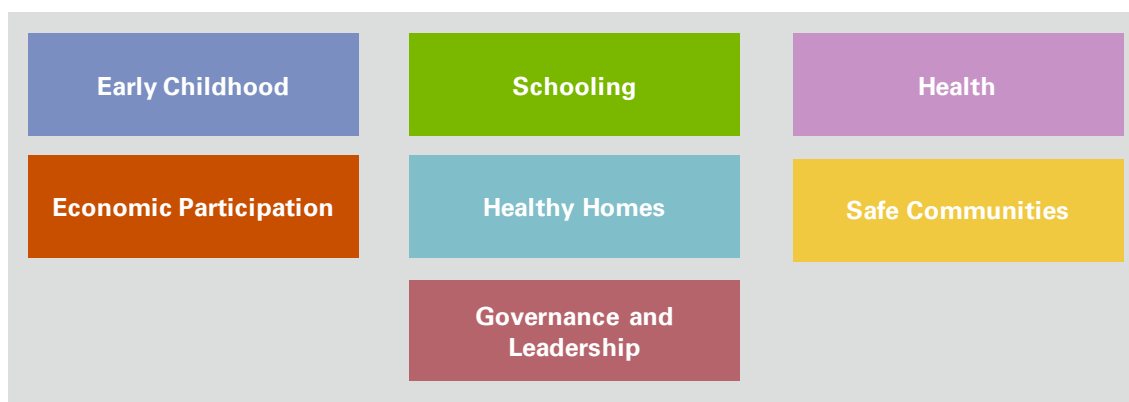 Early Childhood
Schooling
Health
Economic Participation
Healthy Homes
Safe Communities
Governance and
Leadership